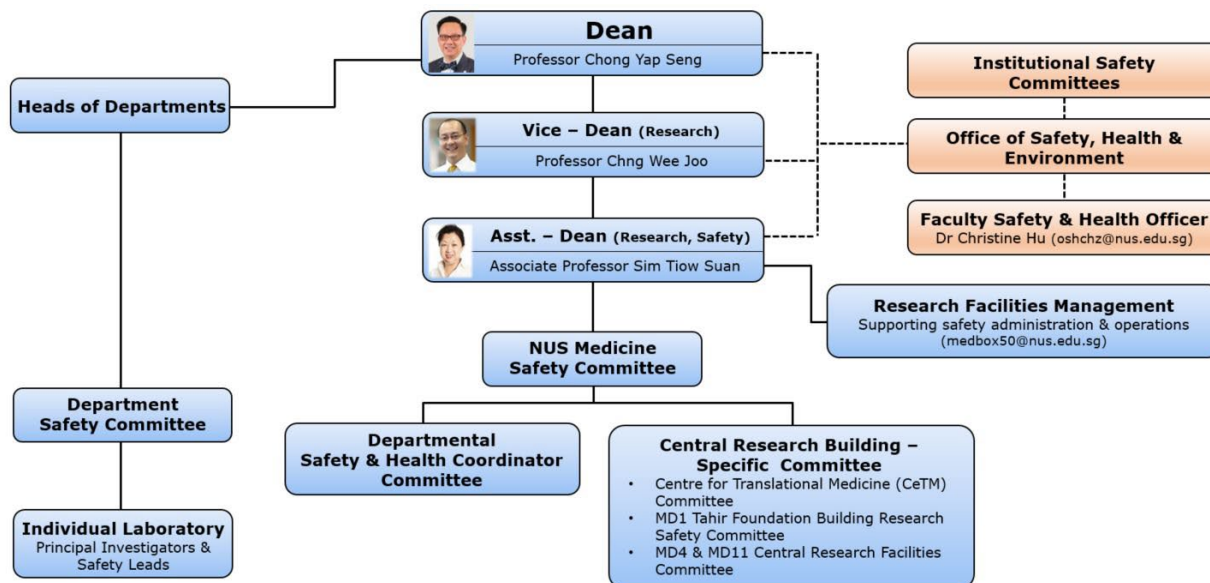 Dean
Professor Chong Yap Seng
Heads of Departments
Vice – Dean (Research)
Professor Chng Wee Joo
Asst. – Dean (Research, Safety)
Associate Professor Sim Tiow Suan
Institutional Safety
Committees
Office of Safety, Health &
Environment
Faculty Safety & Health Officer
Dr Christine Hu (oshchz@nus.edu.sg)
Research Facilities Management
Supporting safety administration & operations
(medbox50@nus.edu.sg)
NUS Medicine
Safety Committee
Department
Safety Committee
Individual Laboratory
Principal Investigators &
Safety Leads
Departmental
Safety & Health Coordinator
Committee
Central Research Building –
Specific Committee
• Centre for Translational Medicine (CeTM)
Committee
• MD1 Tahir Foundation Building Research
Safety Committee
• MD4 & MD11 Central Research Facilities
Committee